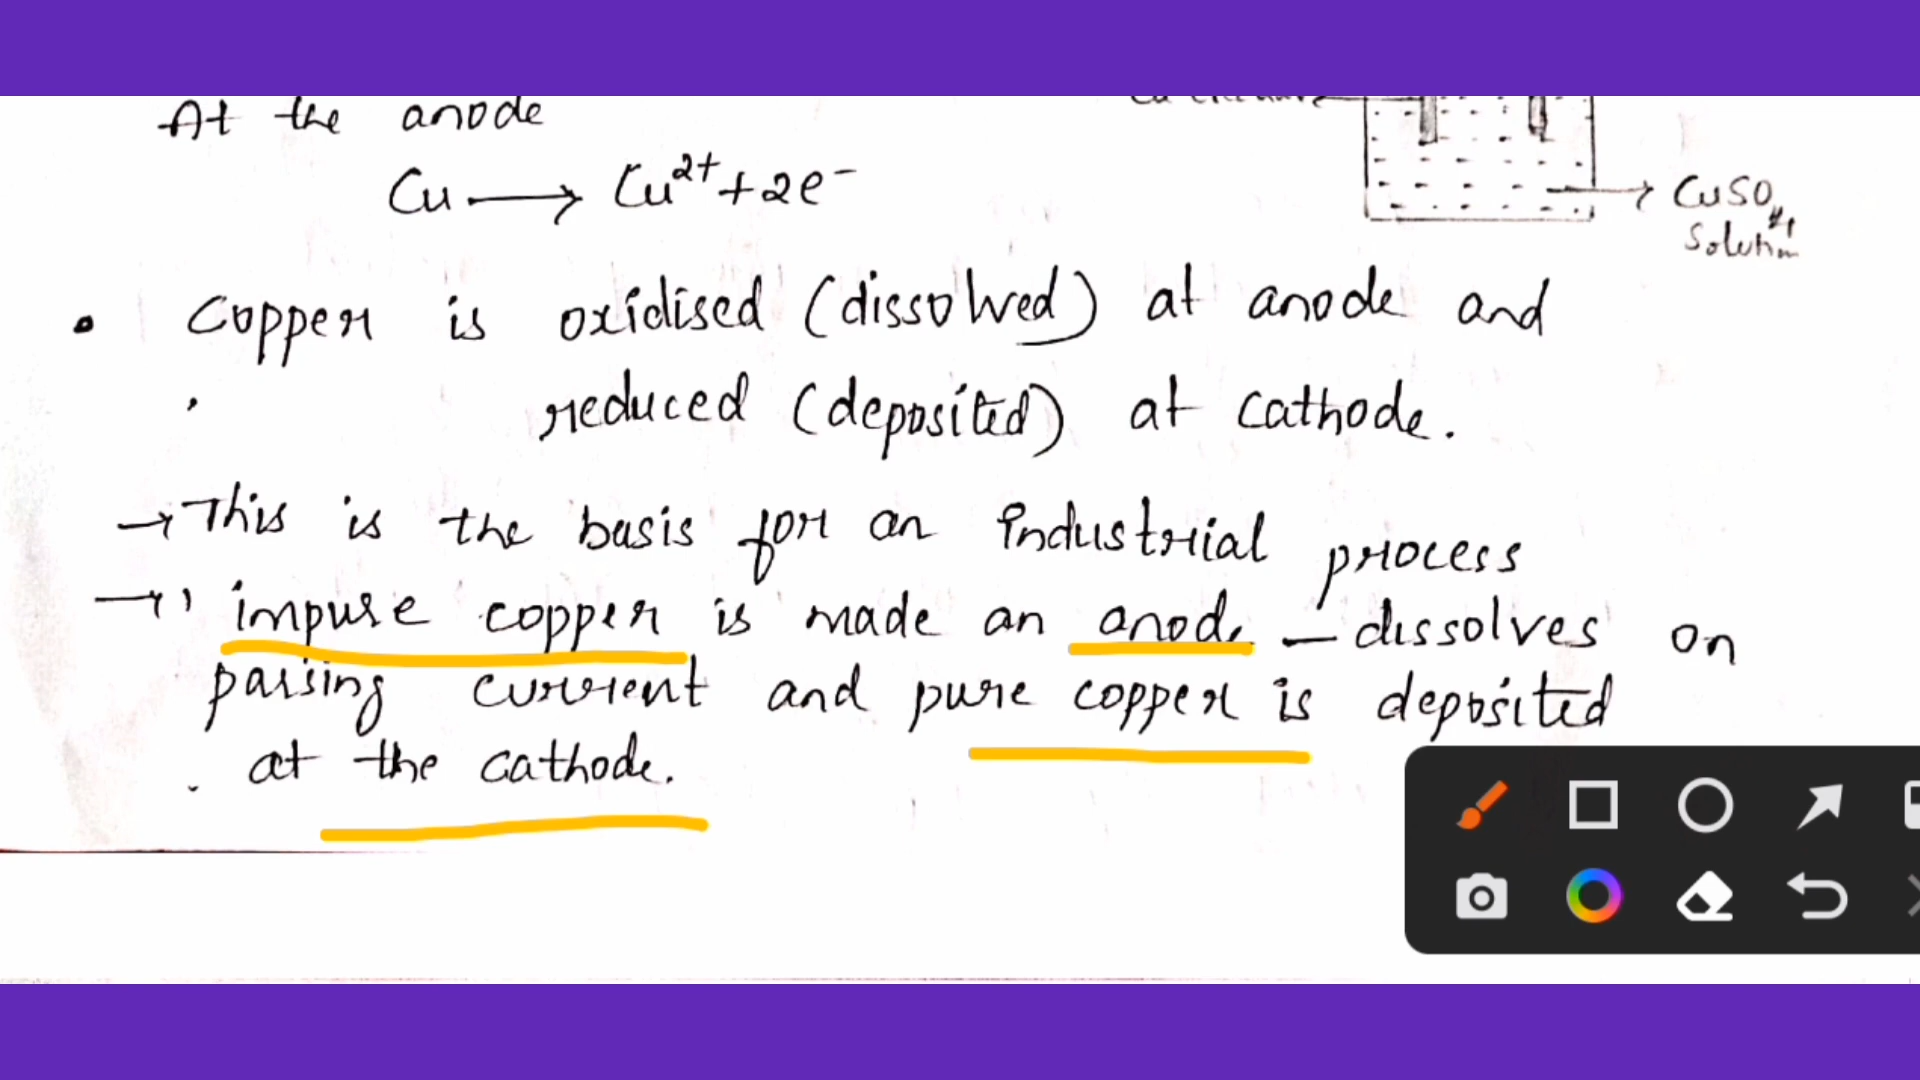 At the anode
Cu → Cu²⁺ + 2e⁻
CuSO₄
Solution
• Copper is oxidised (dissolved) at anode and
reduced (deposited) at cathode.
→ This is the basis for an industrial process
→ impure copper is made an anode – dissolves on
passing current and pure copper is deposited
at the cathode.